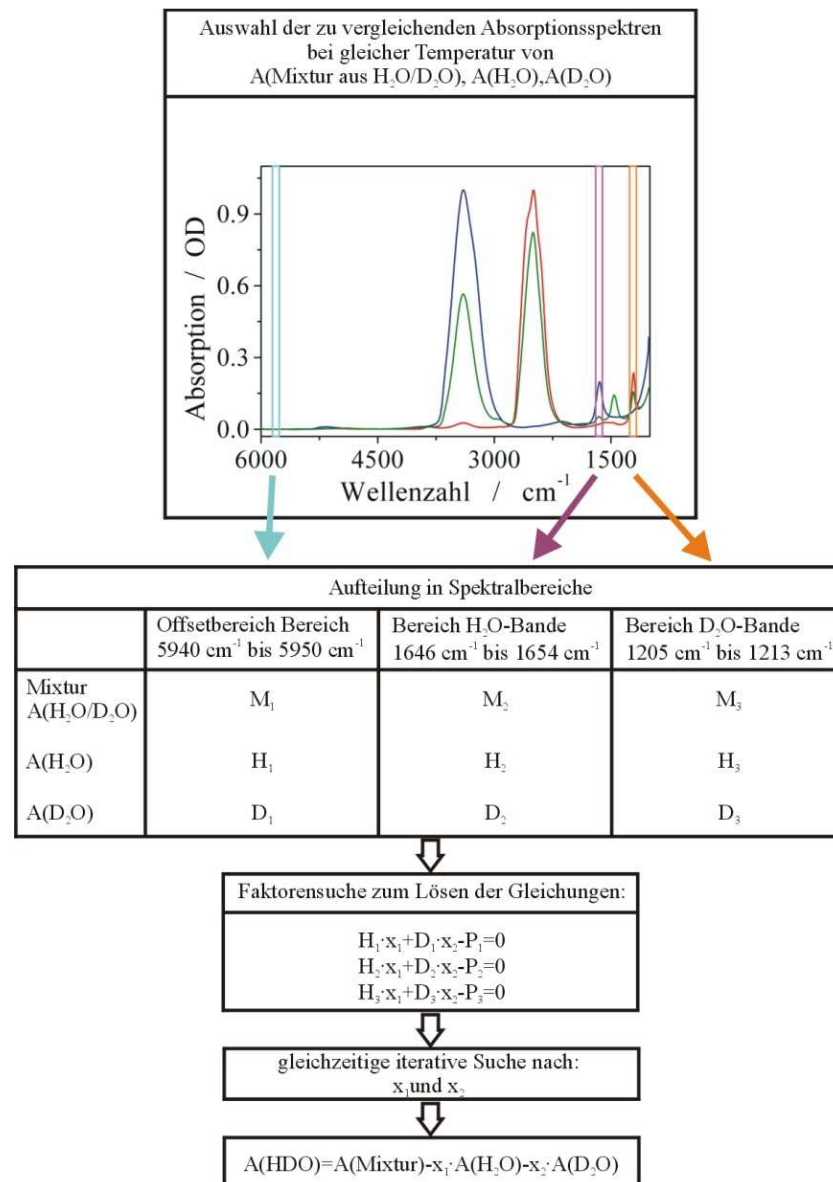 Auswahl der zu vergleichenden Absorptionsspektren
bei gleicher Temperatur von
A(Mixtur aus H₂O/D₂O), A(H₂O),A(D₂O)
Absorption / OD
0.9
0.6
0.3
0.0
6000 4500 3000 1500
Wellenzahl / cm⁻¹
Aufteilung in Spektralbereiche
Offsetbereich Bereich
5940 cm⁻¹ bis 5950 cm⁻¹
Bereich H₂O-Bande
1646 cm⁻¹ bis 1654 cm⁻¹
Bereich D₂O-Bande
1205 cm⁻¹ bis 1213 cm⁻¹
Mixtur
A(H₂O/D₂O) M₁ M₂ M₃
A(H₂O) H₁ H₂ H₃
A(D₂O) D₁ D₂ D₃
Faktorensuche zum Lösen der Gleichungen:
H₁·x₁+D₁·x₂-P₁=0
H₂·x₁+D₂·x₂-P₂=0
H₃·x₁+D₃·x₂-P₃=0
gleichzeitige iterative Suche nach:
x₁und x₂
A(HDO)=A(Mixtur)-x₁·A(H₂O)-x₂·A(D₂O)